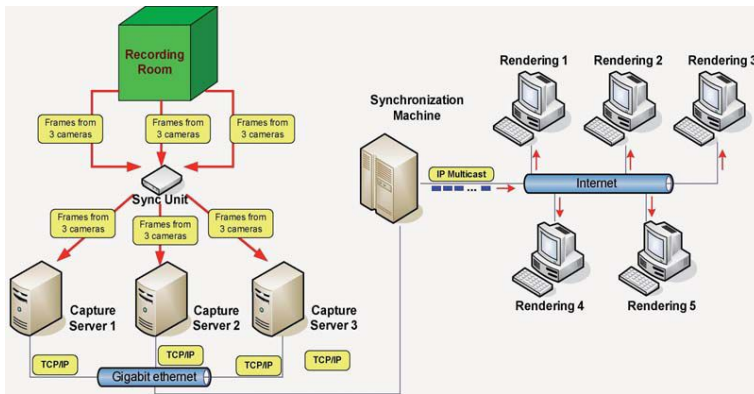 Recording
Room
Frames from
3 cameras
Frames from
3 cameras
Frames from
3 cameras
Sync Unit
Frames from
3 cameras
Frames from
3 cameras
Frames from
3 cameras
Capture
Server 1
Capture
Server 2
Capture
Server 3
TCP/IP
TCP/IP
TCP/IP
TCP/IP
Gigabit ethernet
Synchronization
Machine
IP Multicast
...
Rendering 1
Rendering 2
Rendering 3
Internet
Rendering 4
Rendering 5